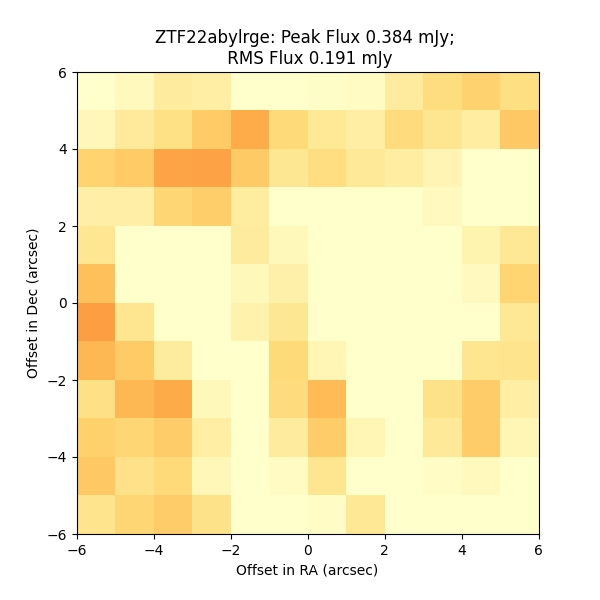 ZTF22abylrge: Peak Flux 0.384 mJy;
RMS Flux 0.191 mJy
6
4
2
0
−2
−4
−6
Offset in Dec (arcsec)
−6 −4 −2 0 2 4 6
Offset in RA (arcsec)